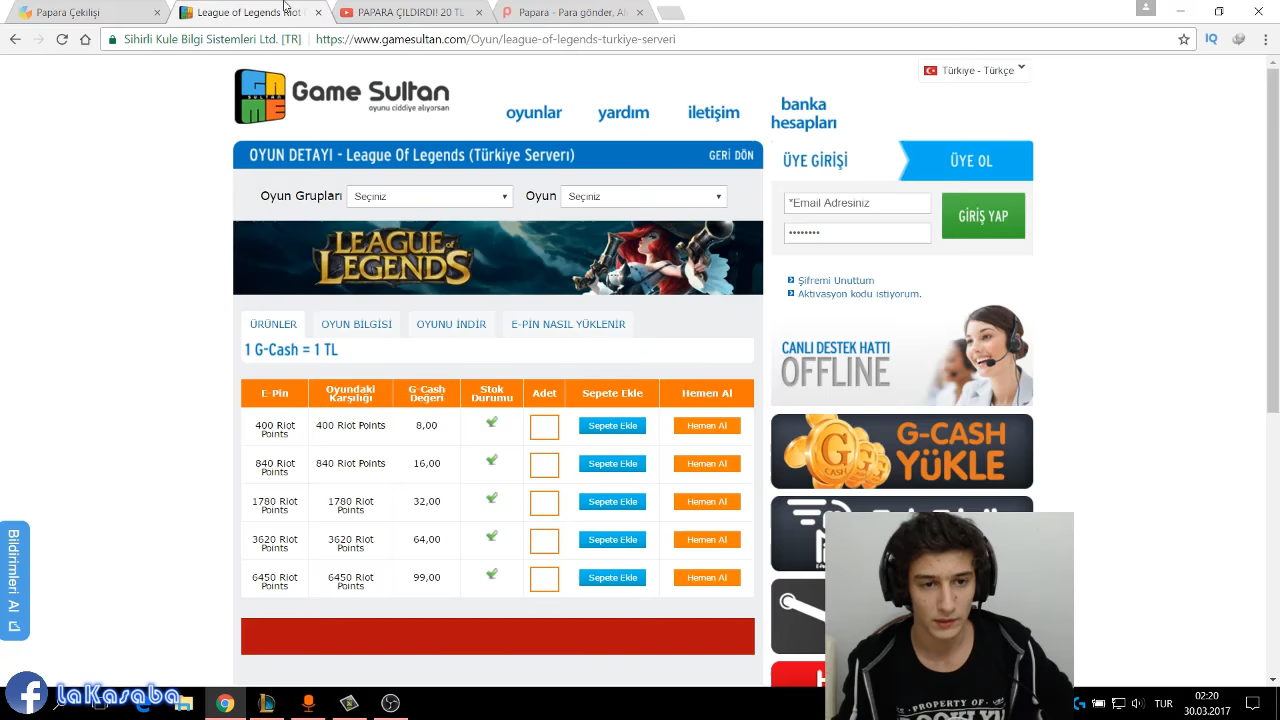 PAPARA SULTAN
League of Legends
PAPARA ÇILDIRDI! 20 TL
Papara - Gönder, Al
Sihirli Kule Bilgi Sistemleri Ltd. [TR]
https://www.gamesultan.com/Oyun/league-of-legends-turkiye-serveri
IQ
Türkiye - Türkçe
GAME
SULTAN
Game Sultan
oyunu ciddiye alıyorsan
oyunlar yardım iletişim banka hesapları
OYUN DETAYI - League Of Legends (Türkiye Serverı)
GERİ DÖN
ÜYE GİRİŞİ
ÜYE OL
Oyun Grupları Seçiniz Oyun Seçiniz
*Email Adresiniz
••••••••
GİRİŞ YAP
LEAGUE of LEGENDS
Şifremi Unuttum
Aktivasyon kodu istiyorum.
ÜRÜNLER OYUN BİLGİSİ OYUNU İNDİR E-PİN NASIL YÜKLENİR
1 G-Cash = 1 TL
CANLI DESTEK HATTI
OFFLINE
E-Pin Oyundaki Karşılığı G-Cash Değeri Stok Durumu Adet Sepete Ekle Hemen Al
400 Riot Points 400 Riot Points 8,00 Sepete Ekle Hemen Al
840 Riot Points 840 Riot Points 16,00 Sepete Ekle Hemen Al
1780 Riot Points 1780 Riot Points 32,00 Sepete Ekle Hemen Al
3620 Riot Points 3620 Riot Points 64,00 Sepete Ekle Hemen Al
6450 Riot Points 6450 Riot Points 99,00 Sepete Ekle Hemen Al
G CASH
G-CASH
YÜKLE
Bildirimleri Al
PROPERTY OF
BROOKLYN
laKasaba
TUR
02:20
30.03.2017